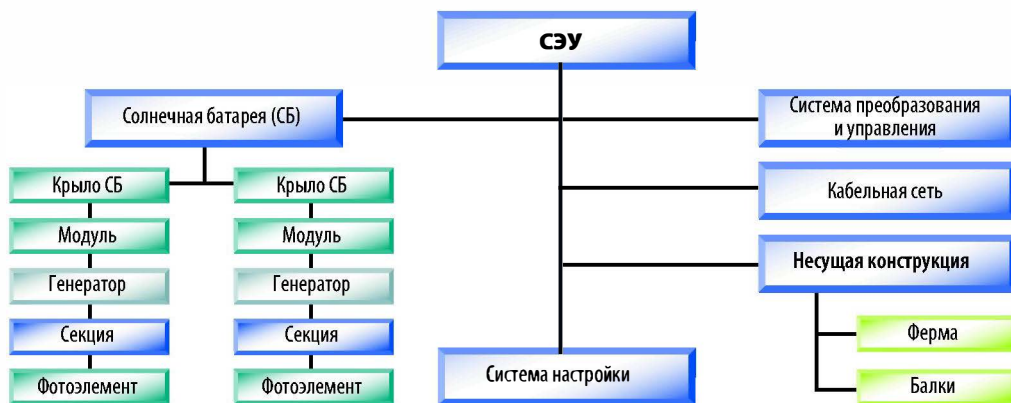 СЭУ
Солнечная батарея (СБ)
Система преобразования
и управления
Крыло СБ
Крыло СБ
Кабельная сеть
Модуль
Модуль
Несущая конструкция
Генератор
Генератор
Секция
Секция
Ферма
Система настройки
Фотоэлемент
Фотоэлемент
Балки